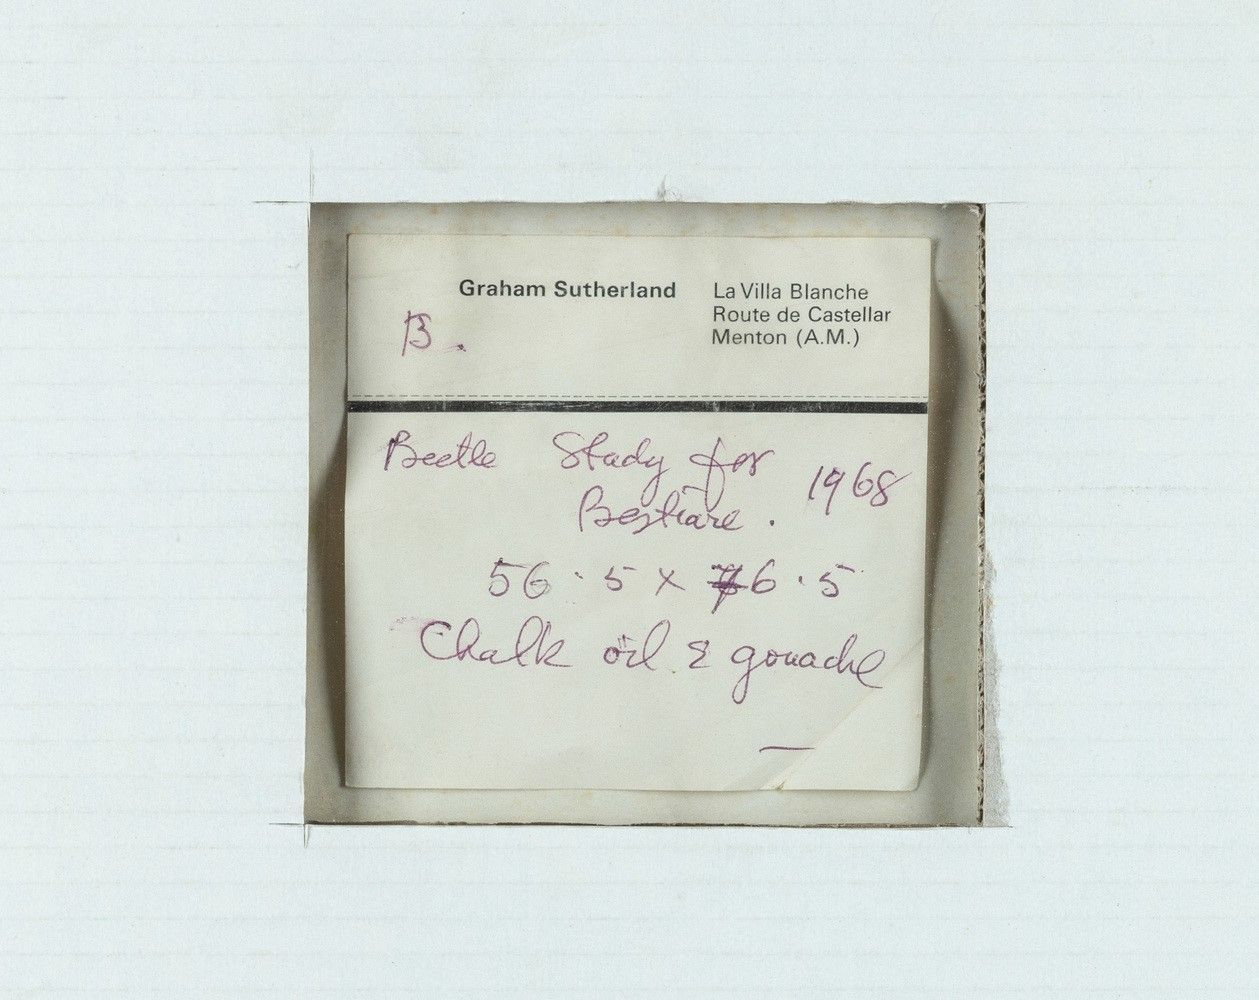 Graham Sutherland
La Villa Blanche
Route de Castellar
Menton (A.M.)
B.
Beetle Study for 1968
Bestiare.
56.5 x 6.5
Chalk oil & gouache